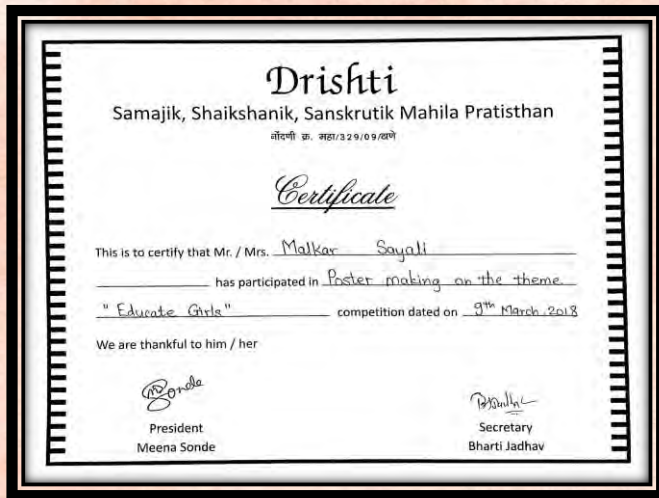 Drishti
Samajik, Shaikshanik, Sanskrutik Mahila Pratisthan
नोंदणी क्र. महा/329/09/ठाणे
Certificate
This is to certify that Mr. / Mrs. Malkar Sayali
has participated in Poster making on the theme
"Educate Girls" competition dated on 9th March, 2018
We are thankful to him / her
President Secretary
Meena Sonde Bharti Jadhav